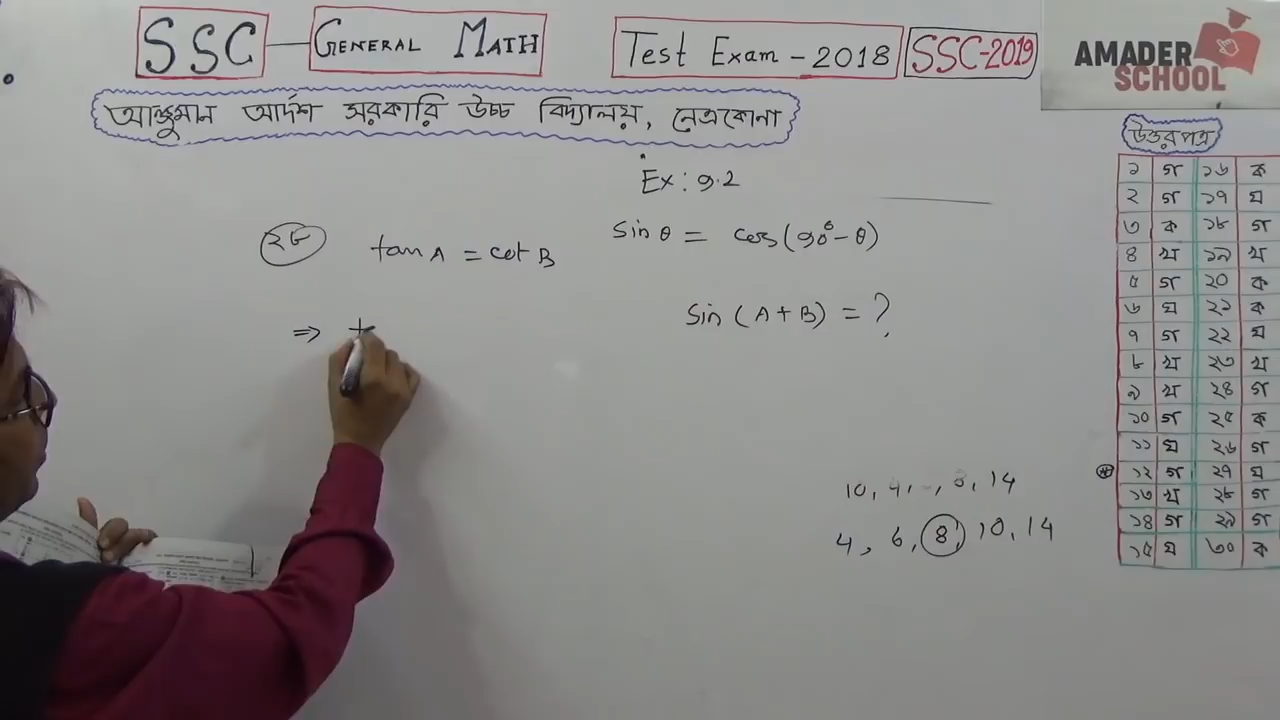 SSC — GENERAL MATH Test Exam - 2018 SSC-2019
AMADER SCHOOL
আঞ্জুমান আদর্শ সরকারি উচ্চ বিদ্যালয়, নেত্রকোনা
উত্তরপত্র
Ex : 9.2
২৮ tan A = cot B
sin θ = cos (90° - θ)
⇒ t
sin (A + B) = ?
10, 4, 8, 14
4, 6, 8, 10, 14
১ গ ১৬ ক
২ গ ১৭ ঘ
৩ ক ১৮ গ
৪ খ ১৯ খ
৫ গ ২০ ক
৬ ঘ ২১ ক
৭ গ ২২ ঘ
৮ খ ২৩ খ
৯ খ ২৪ গ
১০ গ ২৫ ক
১১ ঘ ২৬ গ
১২ গ ২৭ ঘ
১৩ খ ২৮ গ
১৪ গ ২৯ গ
১৫ ঘ ৩০ ক